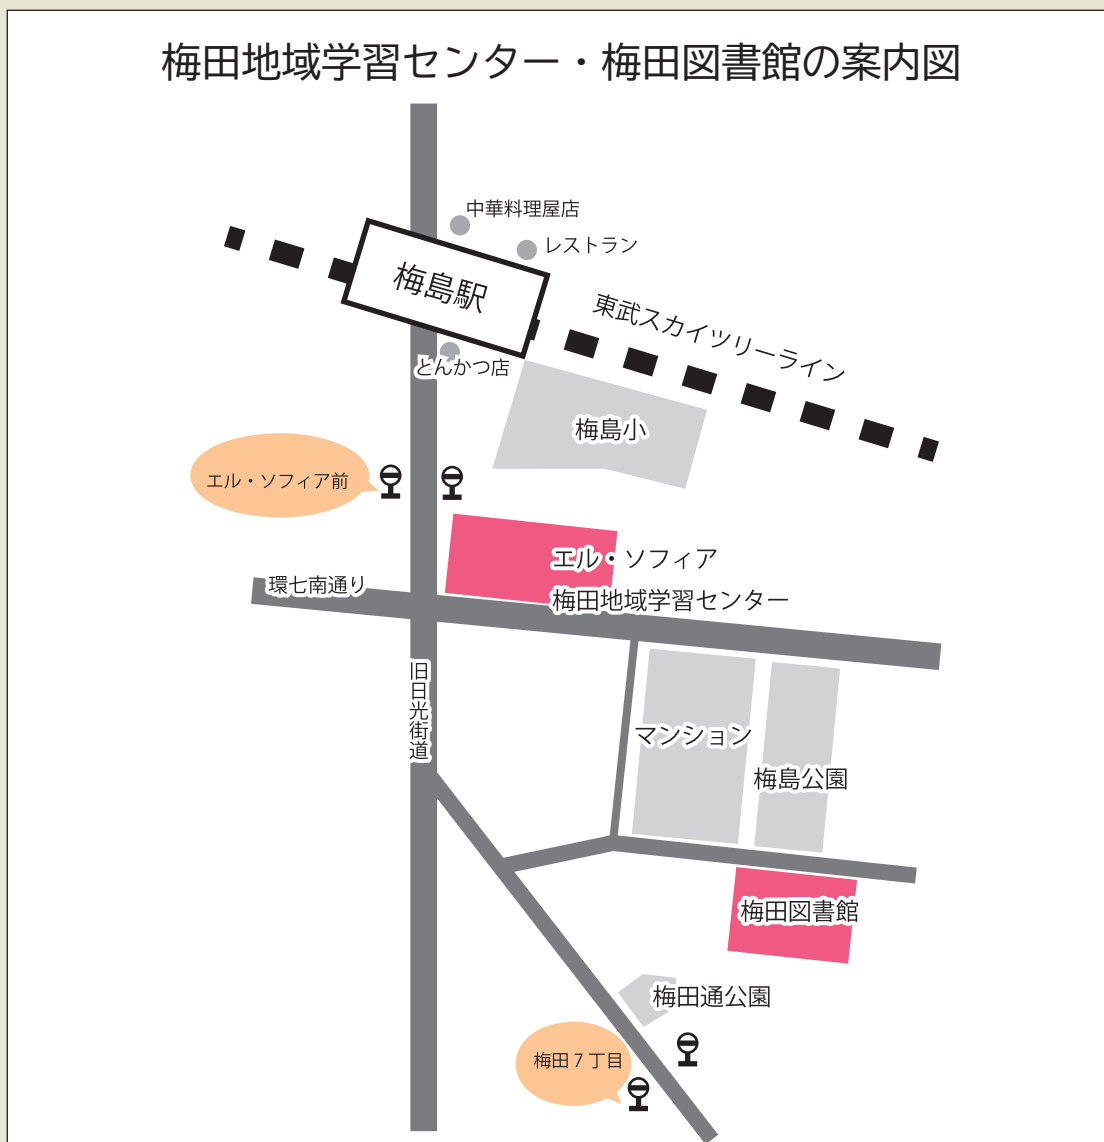 梅田地域学習センター・梅田図書館の案内図
中華料理屋店
レストラン
梅島駅
東武スカイツリーライン
とんかつ店
梅島小
エル・ソフィア前
エル・ソフィア
環七南通り
梅田地域学習センター
旧日光街道
マンション
梅島公園
梅田図書館
梅田通公園
梅田7丁目